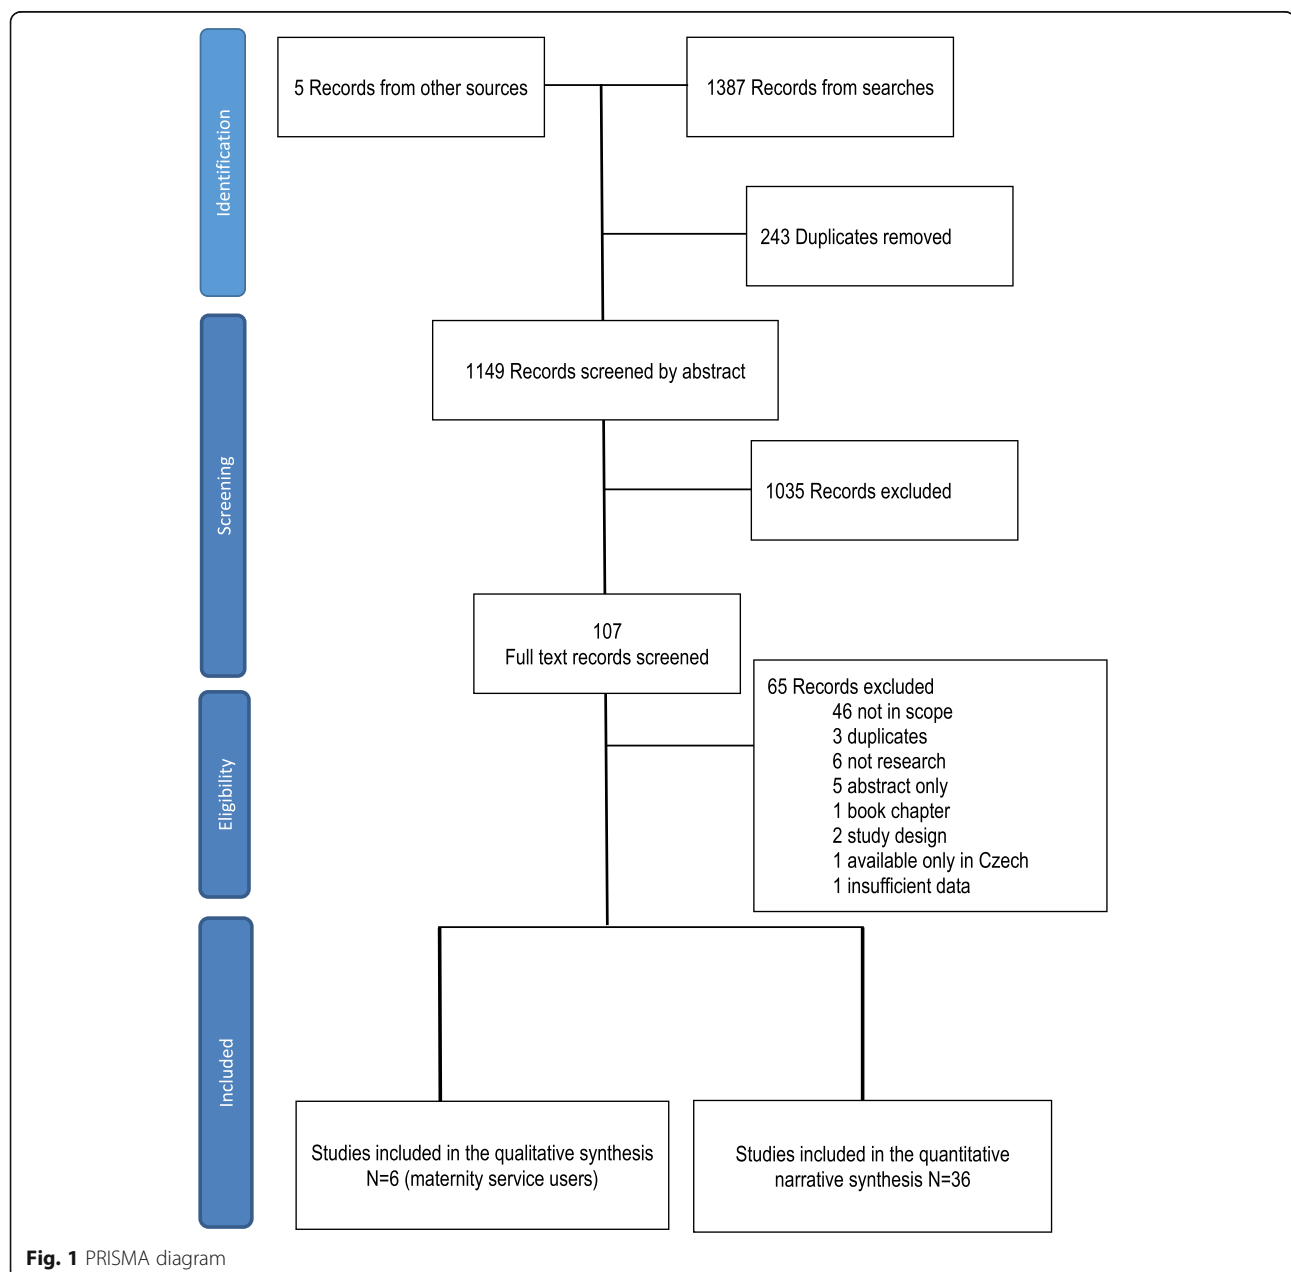 Identification
5 Records from other sources
1387 Records from searches
243 Duplicates removed
Screening
1149 Records screened by abstract
1035 Records excluded
107
Full text records screened
Eligibility
65 Records excluded
46 not in scope
3 duplicates
6 not research
5 abstract only
1 book chapter
2 study design
1 available only in Czech
1 insufficient data
Included
Studies included in the qualitative synthesis
N=6 (maternity service users)
Studies included in the quantitative
narrative synthesis N=36
Fig. 1 PRISMA diagram